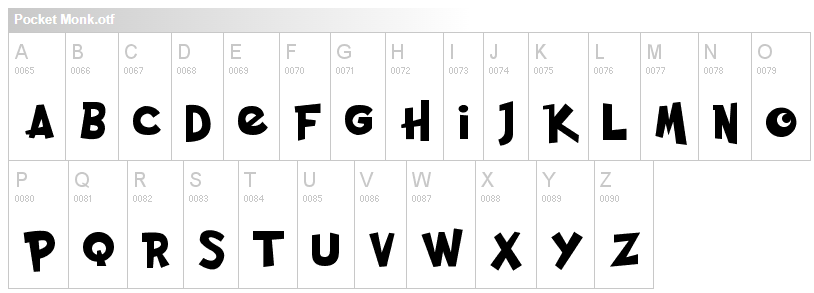 Pocket Monk.otf
A B C D E F G H I J K L M N O
0065 0066 0067 0068 0069 0070 0071 0072 0073 0074 0075 0076 0077 0078 0079
A B C D e F G H i J K L M N O
P Q R S T U V W X Y Z
0080 0081 0082 0083 0084 0085 0086 0087 0088 0089 0090
P Q R S T U V W X Y Z